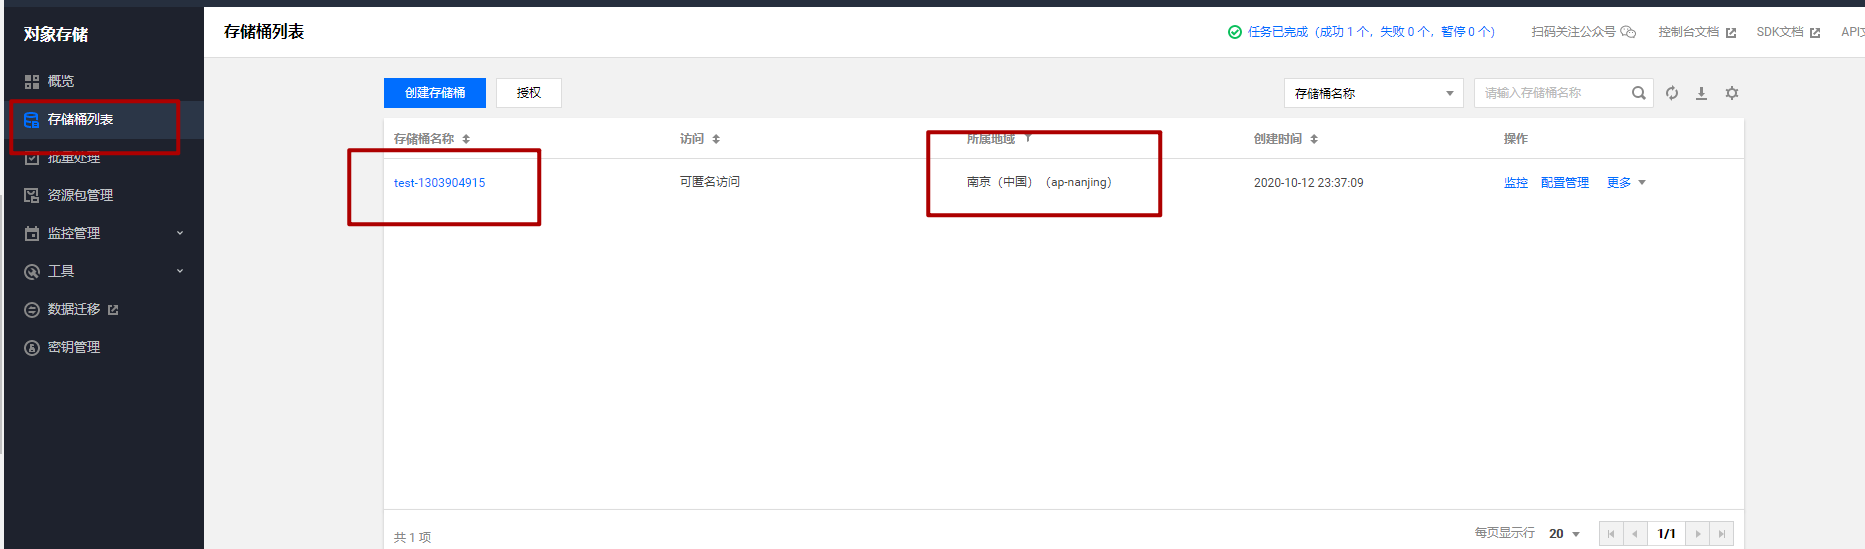 对象存储
概览
存储桶列表
批量处理
资源包管理
监控管理
工具
数据迁移
密钥管理
存储桶列表
任务已完成（成功 1 个，失败 0 个，暂停 0 个）
扫码关注公众号
控制台文档
SDK文档
创建存储桶
授权
存储桶名称
请输入存储桶名称
存储桶名称
访问
所属地域
创建时间
操作
test-1303904915
可匿名访问
南京（中国）（ap-nanjing）
2020-10-12 23:37:09
监控
配置管理
更多
共 1 项
每页显示行
20
1/1